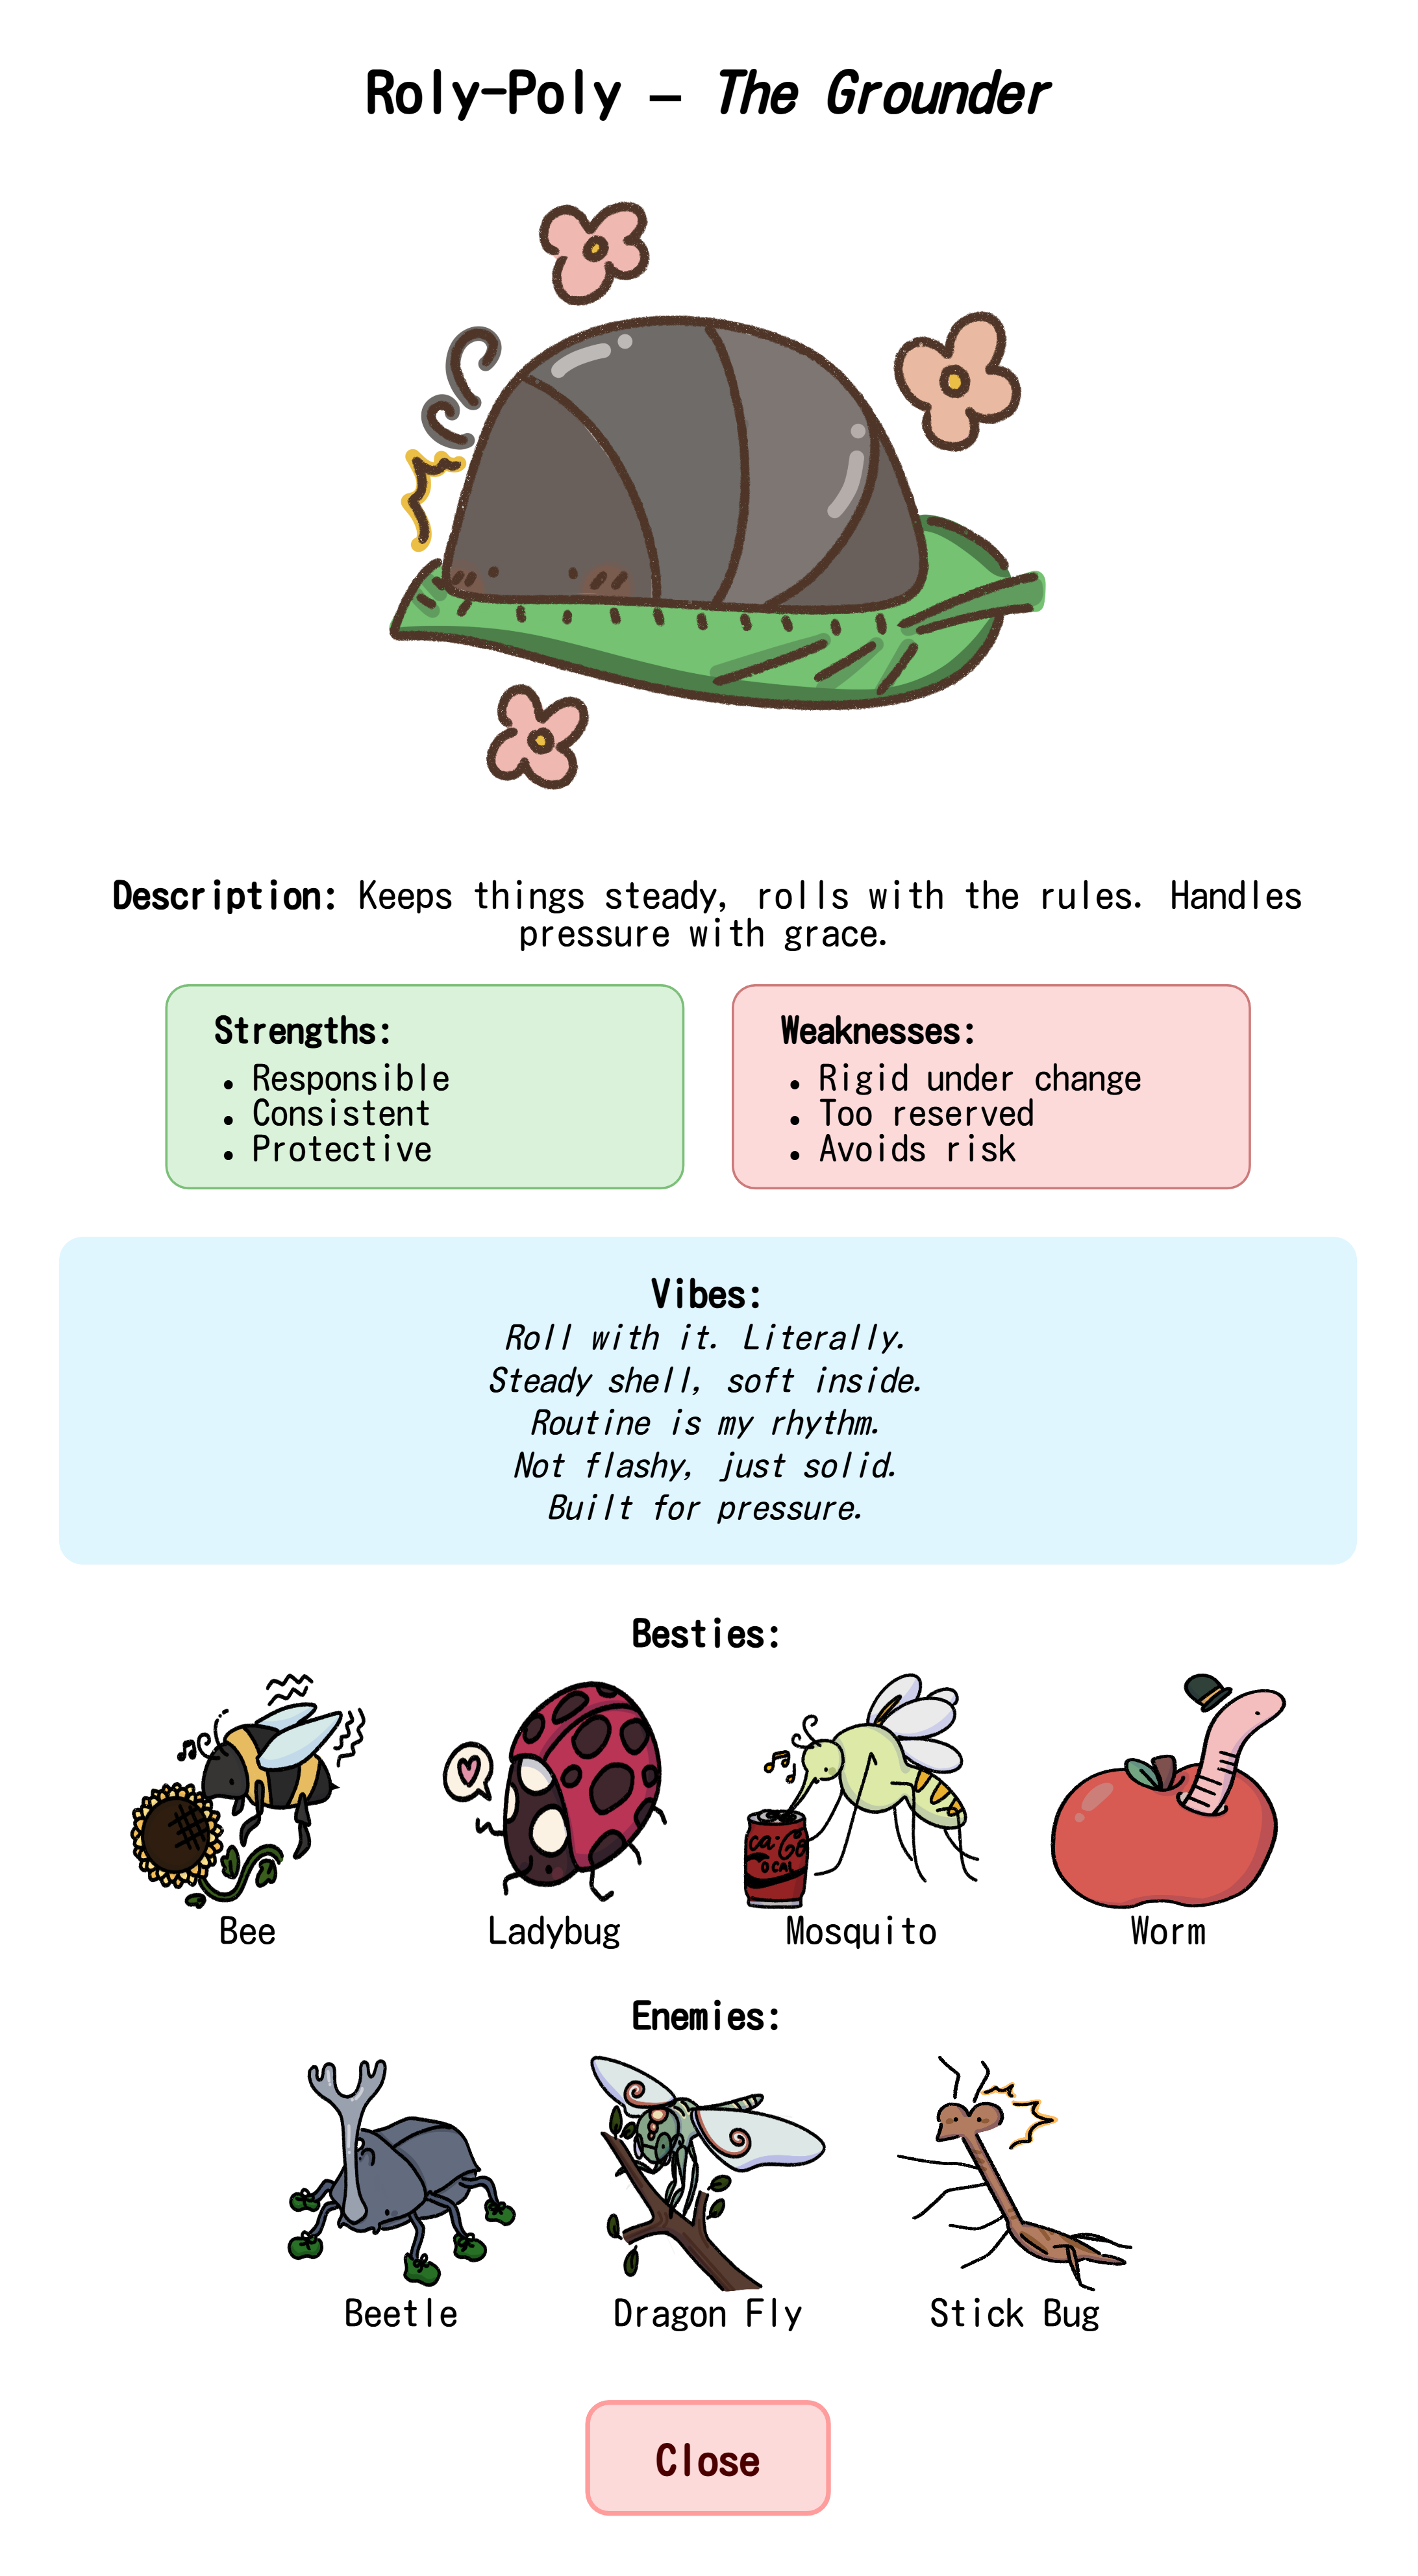 Roly-Poly – The Grounder
Description: Keeps things steady, rolls with the rules. Handles
pressure with grace.
Strengths:
• Responsible
• Consistent
• Protective
Weaknesses:
• Rigid under change
• Too reserved
• Avoids risk
Vibes:
Roll with it. Literally.
Steady shell, soft inside.
Routine is my rhythm.
Not flashy, just solid.
Built for pressure.
Besties:
ca·Go
O CAL
Bee
Ladybug
Mosquito
Worm
Enemies:
Beetle
Dragon Fly
Stick Bug
Close